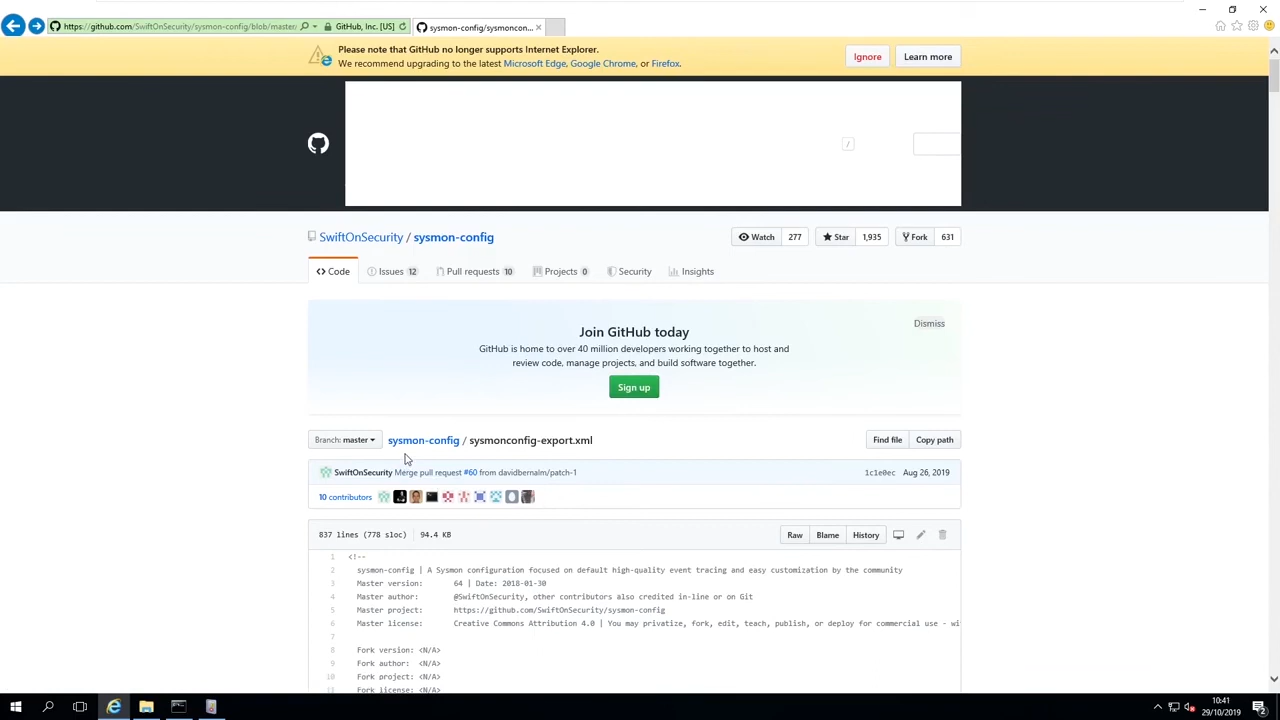 https://github.com/SwiftOnSecurity/sysmon-config/blob/master/
GitHub, Inc. [US]
sysmon-config/sysmoncon...
Please note that GitHub no longer supports Internet Explorer.
We recommend upgrading to the latest Microsoft Edge, Google Chrome, or Firefox.
Ignore
Learn more
/
SwiftOnSecurity / sysmon-config
Watch 277
Star 1,935
Fork 631
Code
Issues 12
Pull requests 10
Projects 0
Security
Insights
Join GitHub today
Dismiss
GitHub is home to over 40 million developers working together to host and
review code, manage projects, and build software together.
Sign up
Branch: master
sysmon-config / sysmonconfig-export.xml
Find file
Copy path
SwiftOnSecurity Merge pull request #60 from davidbernalm/patch-1
1c1e0ec Aug 26, 2019
10 contributors
837 lines (778 sloc) 94.4 KB
Raw
Blame
History
1 <!--
2 sysmon-config | A Sysmon configuration focused on default high-quality event tracing and easy customization by the community
3 Master version: 64 | Date: 2018-01-30
4 Master author: @SwiftOnSecurity, other contributors also credited in-line or on Git
5 Master project: https://github.com/SwiftOnSecurity/sysmon-config
6 Master license: Creative Commons Attribution 4.0 | You may privatize, fork, edit, teach, publish, or deploy for commercial use - wi
7
8 Fork version: <N/A>
9 Fork author: <N/A>
10 Fork project: <N/A>
11 Fork license: <N/A>
10:41
29/10/2019
2